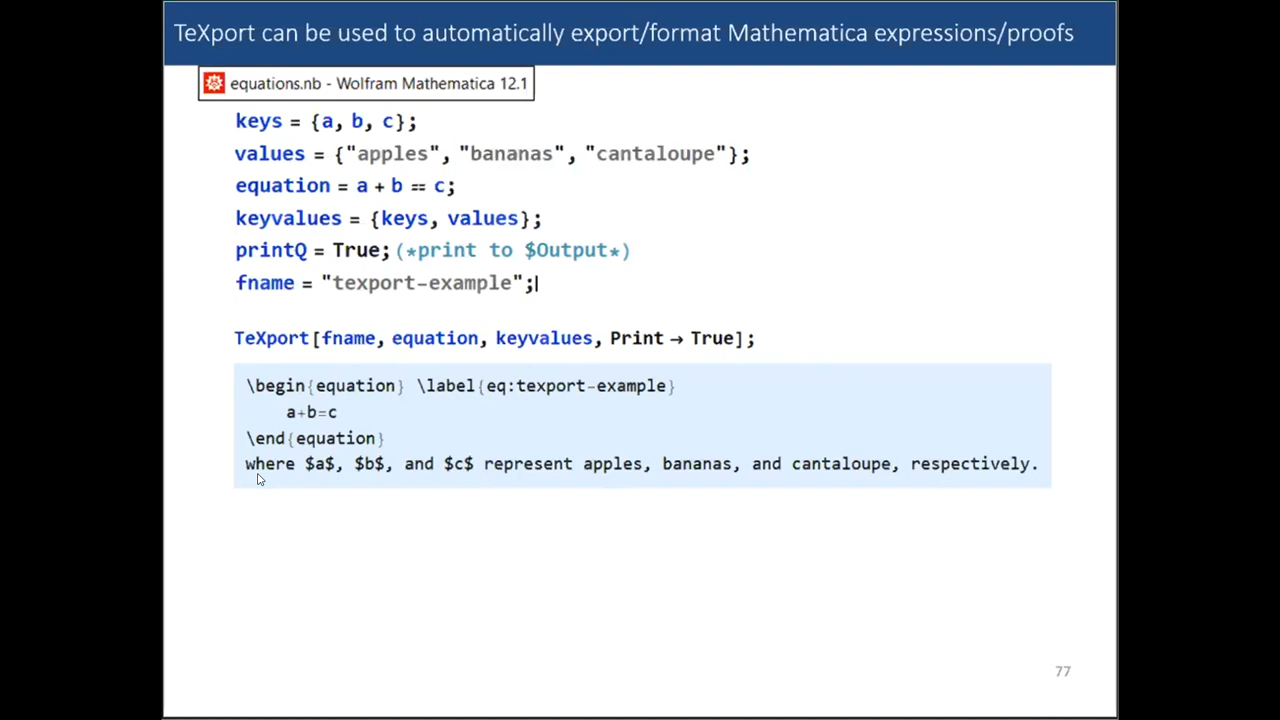 TeXport can be used to automatically export/format Mathematica expressions/proofs
equations.nb - Wolfram Mathematica 12.1
keys = {a, b, c};
values = {"apples", "bananas", "cantaloupe"};
equation = a + b == c;
keyvalues = {keys, values};
printQ = True; (*print to $Output*)
fname = "texport-example";
TeXport[fname, equation, keyvalues, Print → True];
\begin{equation} \label{eq:texport-example}
a+b=c
\end{equation}
where $a$, $b$, and $c$ represent apples, bananas, and cantaloupe, respectively.
77